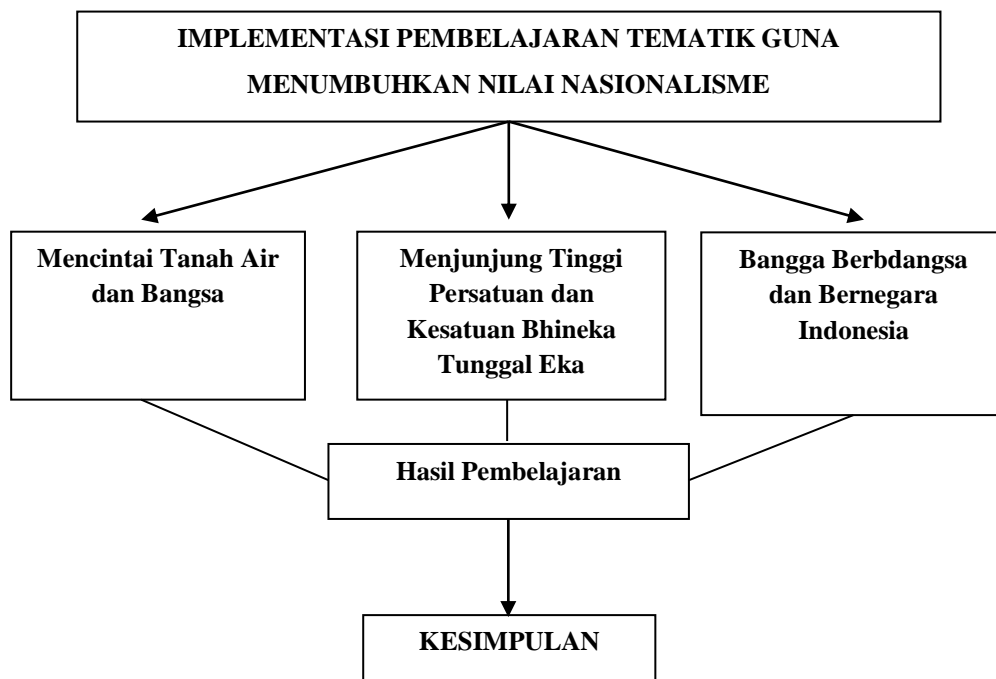 IMPLEMENTASI PEMBELAJARAN TEMATIK GUNA
MENUMBUHKAN NILAI NASIONALISME
Mencintai Tanah Air
dan Bangsa
Menjunjung Tinggi
Persatuan dan
Kesatuan Bhineka
Tunggal Eka
Bangga Berbdangsa
dan Bernegara
Indonesia
Hasil Pembelajaran
KESIMPULAN